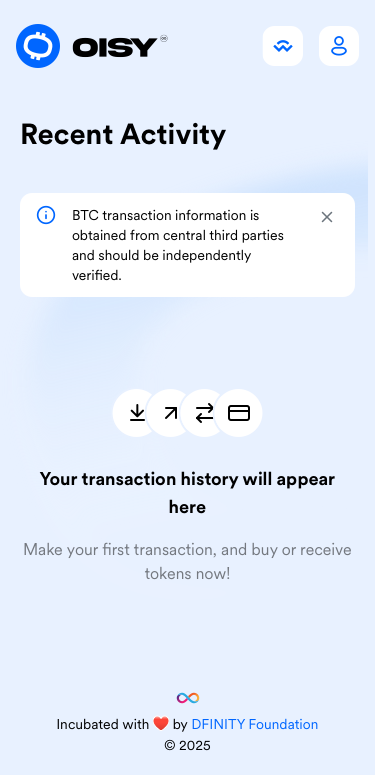 OISY
Recent Activity
BTC transaction information is
obtained from central third parties
and should be independently
verified.
Your transaction history will appear
here
Make your first transaction, and buy or receive
tokens now!
Incubated with ❤️ by DFINITY Foundation
© 2025